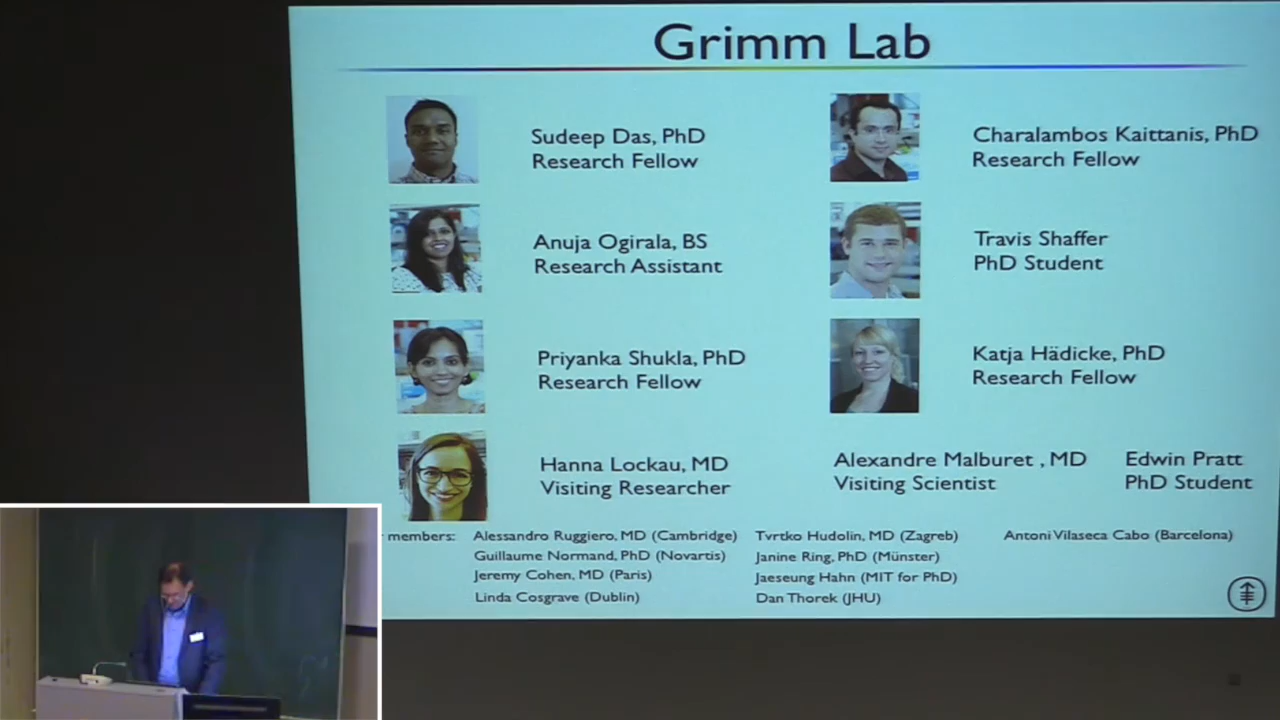 Grimm Lab
Sudeep Das, PhD
Research Fellow
Charalambos Kaittanis, PhD
Research Fellow
Anuja Ogirala, BS
Research Assistant
Travis Shaffer
PhD Student
Priyanka Shukla, PhD
Research Fellow
Katja Hädicke, PhD
Research Fellow
Hanna Lockau, MD
Visiting Researcher
Alexandre Malburet , MD
Visiting Scientist
Edwin Pratt
PhD Student
members:
Alessandro Ruggiero, MD (Cambridge)
Guillaume Normand, PhD (Novartis)
Jeremy Cohen, MD (Paris)
Linda Cosgrave (Dublin)
Tvrtko Hudolin, MD (Zagreb)
Janine Ring, PhD (Münster)
Jaeseung Hahn (MIT for PhD)
Dan Thorek (JHU)
Antoni Vilaseca Cabo (Barcelona)